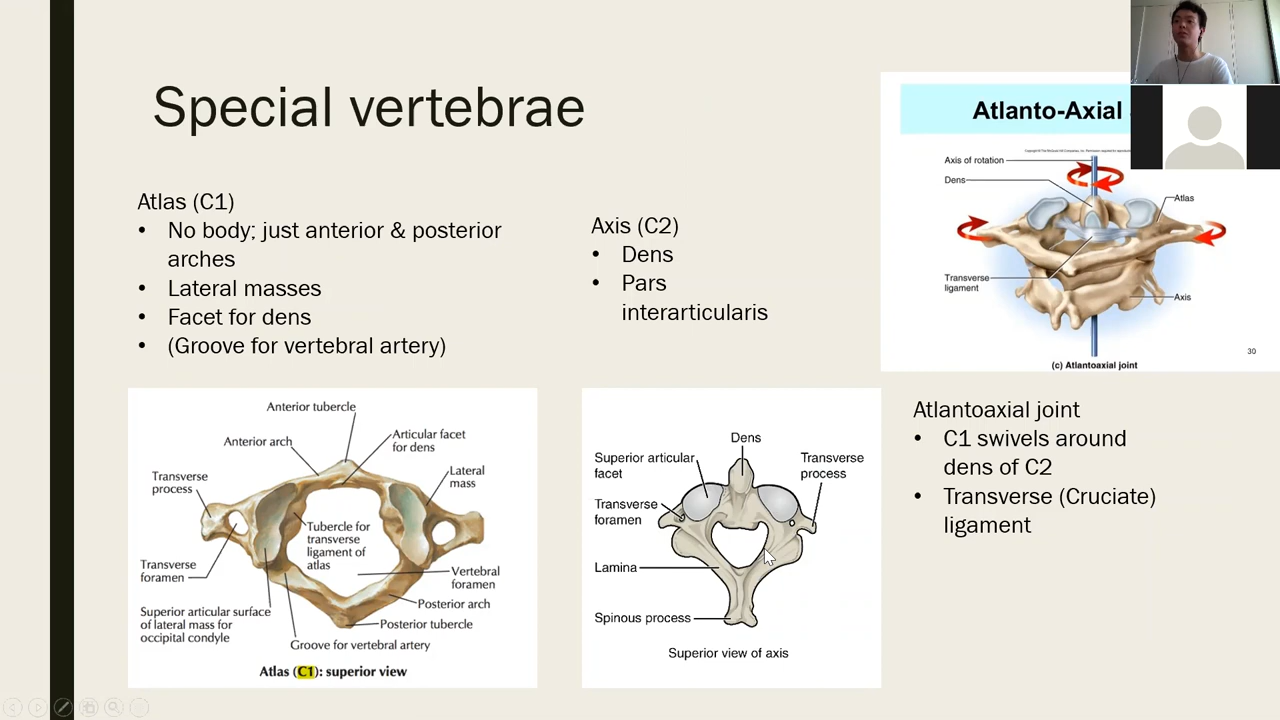 Special vertebrae
Atlas (C1)
• No body; just anterior & posterior
arches
• Lateral masses
• Facet for dens
• (Groove for vertebral artery)
Axis (C2)
• Dens
• Pars
interarticularis
Atlanto-Axial
Axis of rotation
Dens
Atlas
Transverse
ligament
Axis
30
(c) Atlantoaxial joint
Atlantoaxial joint
• C1 swivels around
dens of C2
• Transverse (Cruciate)
ligament
Anterior tubercle
Anterior arch
Articular facet
for dens
Transverse
process
Lateral
mass
Tubercle for
transverse
ligament of
atlas
Transverse
foramen
Vertebral
foramen
Posterior arch
Superior articular surface
of lateral mass for
occipital condyle
Posterior tubercle
Groove for vertebral artery
Atlas (C1): superior view
Dens
Superior articular
facet
Transverse
process
Transverse
foramen
Lamina
Spinous process
Superior view of axis